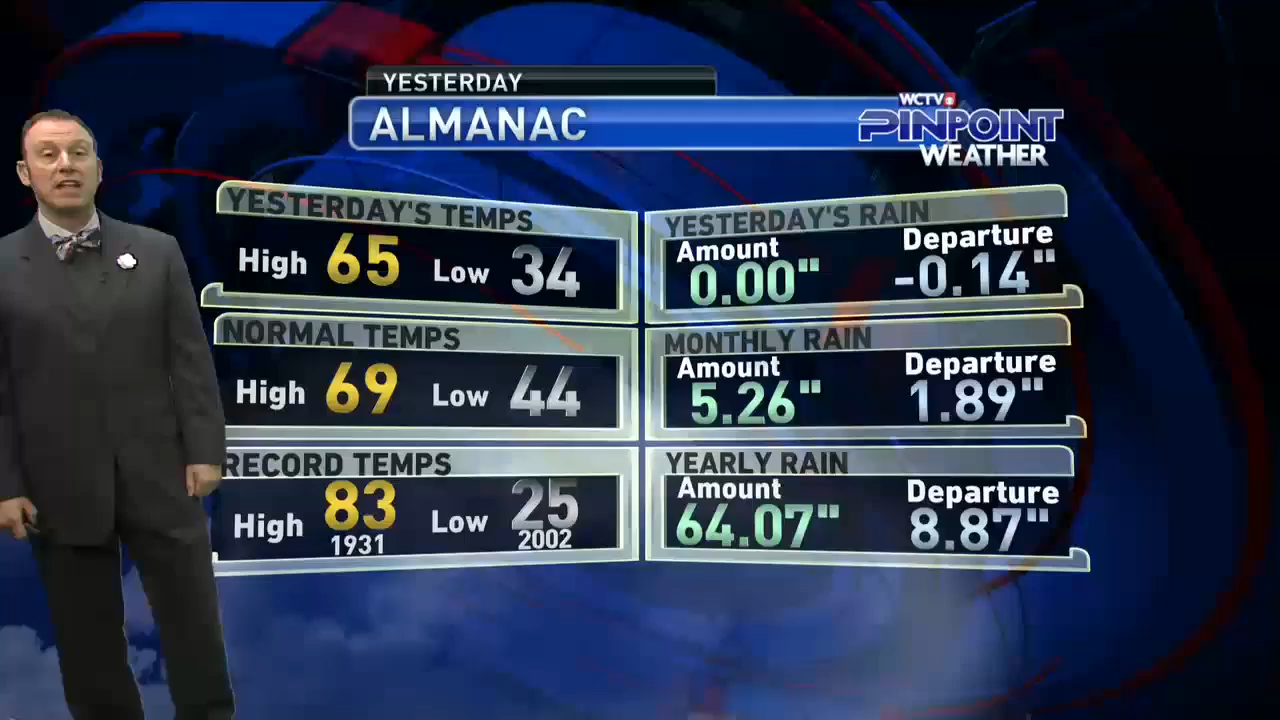 YESTERDAY
ALMANAC
WCTV 6
PINPOINT
WEATHER
YESTERDAY'S TEMPS
High 65 Low 34
NORMAL TEMPS
High 69 Low 44
RECORD TEMPS
High 83 Low 25
1931 2002
YESTERDAY'S RAIN
Amount Departure
0.00" -0.14"
MONTHLY RAIN
Amount Departure
5.26" 1.89"
YEARLY RAIN
Amount Departure
64.07" 8.87"